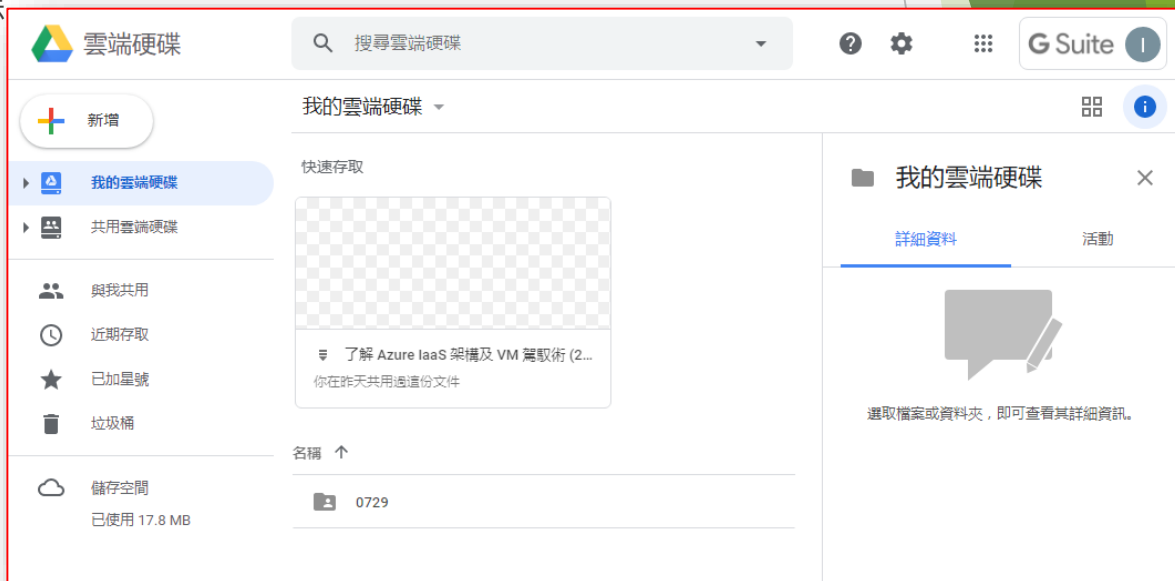 雲端硬碟
搜尋雲端硬碟
G Suite
I
新增
我的雲端硬碟
共用雲端硬碟
與我共用
近期存取
已加星號
垃圾桶
儲存空間
已使用 17.8 MB
我的雲端硬碟
快速存取
了解 Azure IaaS 架構及 VM 駕馭術 (2...
你在昨天共用過這份文件
名稱
0729
我的雲端硬碟
詳細資料
活動
選取檔案或資料夾，即可查看其詳細資訊。